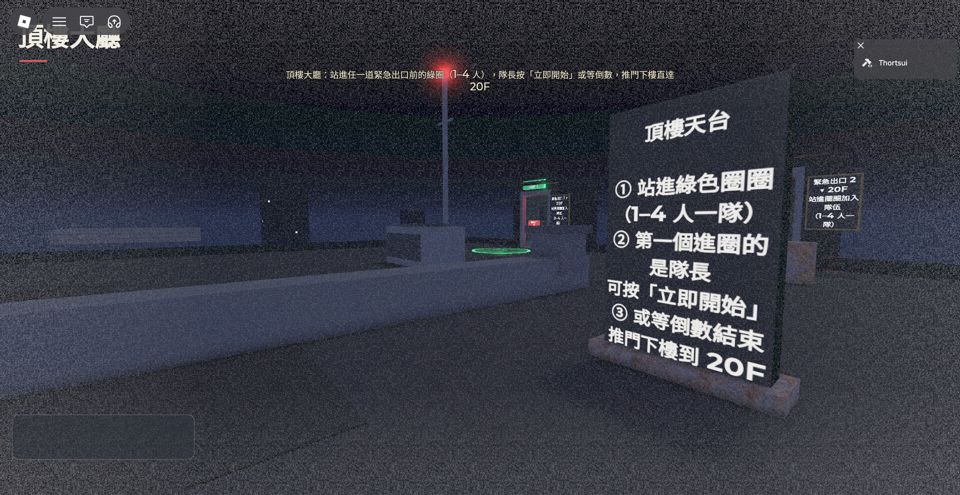 頂樓大廳
頂樓大廳：站進任一道緊急出口前的綠圈（1–4 人），隊長按「立即開始」或等倒數，推門下樓直達
20F
Thortsui
頂樓天台
① 站進綠色圈圈
（1–4 人一隊）
② 第一個進圈的
是隊長
可按「立即開始」
③ 或等倒數結束
推門下樓到 20F
緊急出口 2
▼ 20F
站進圈圈加入
隊伍
（1–4 人一
隊）